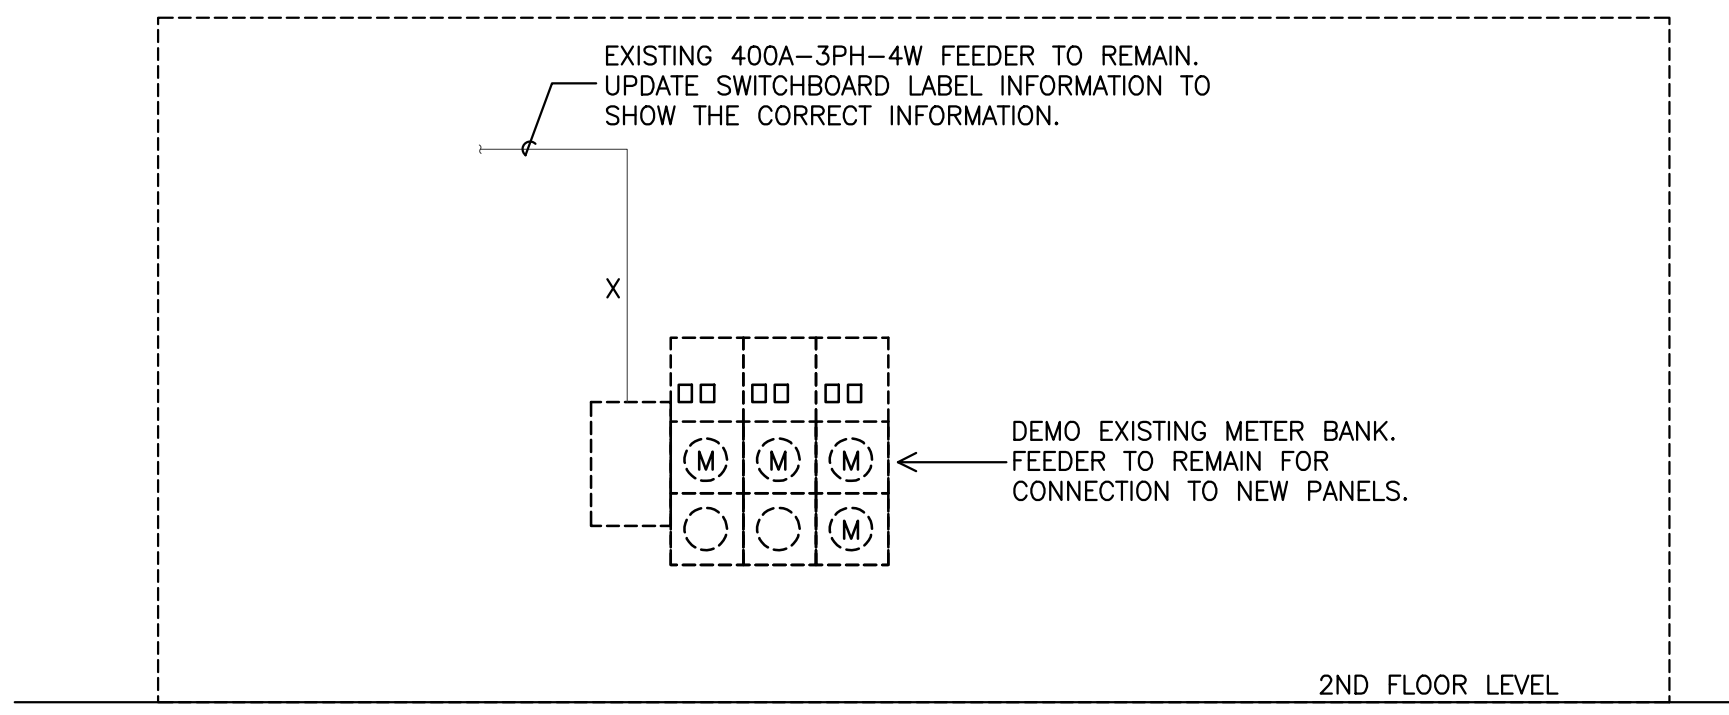 EXISTING 400A-3PH-4W FEEDER TO REMAIN.
UPDATE SWITCHBOARD LABEL INFORMATION TO
SHOW THE CORRECT INFORMATION.
X
DEMO EXISTING METER BANK.
FEEDER TO REMAIN FOR
CONNECTION TO NEW PANELS.
M M M
M
2ND FLOOR LEVEL